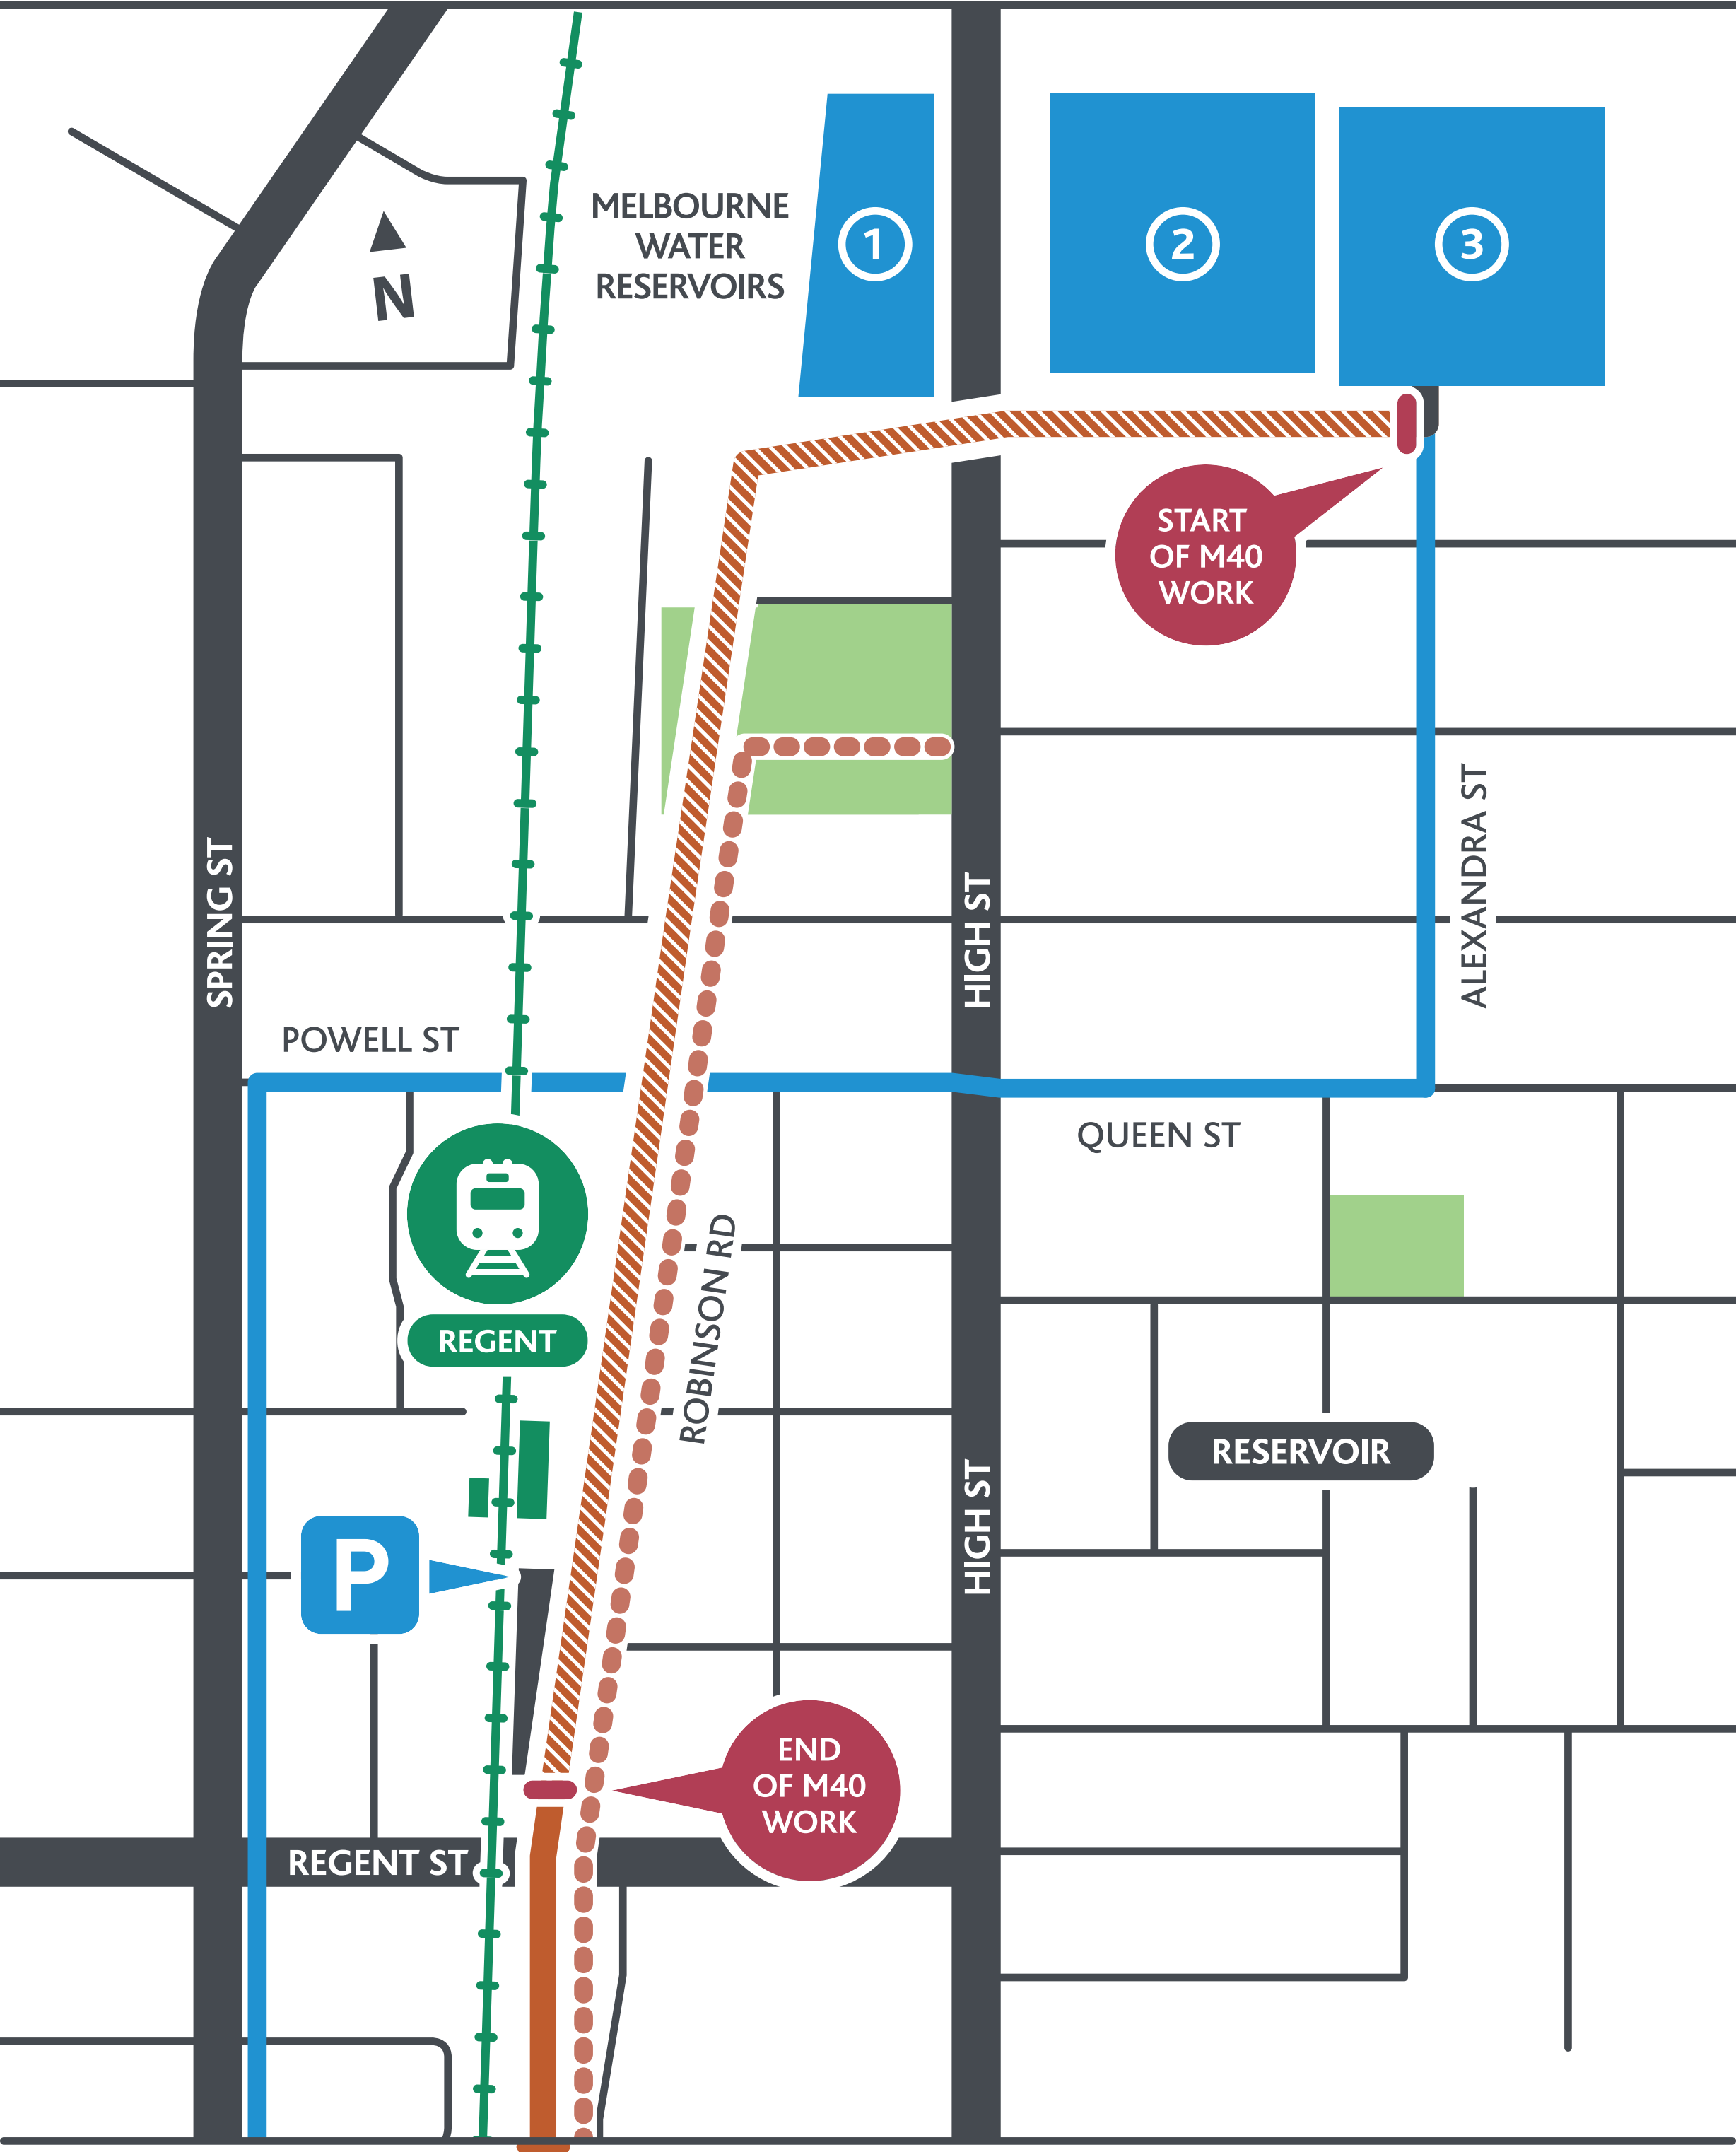 MELBOURNE
WATER
RESERVOIRS
1
2
3
N
START
OF M40
WORK
SPRING ST
HIGH ST
ALEXANDRA ST
POWELL ST
QUEEN ST
REGENT
ROBINSON RD
RESERVOIR
HIGH ST
P
END
OF M40
WORK
REGENT ST